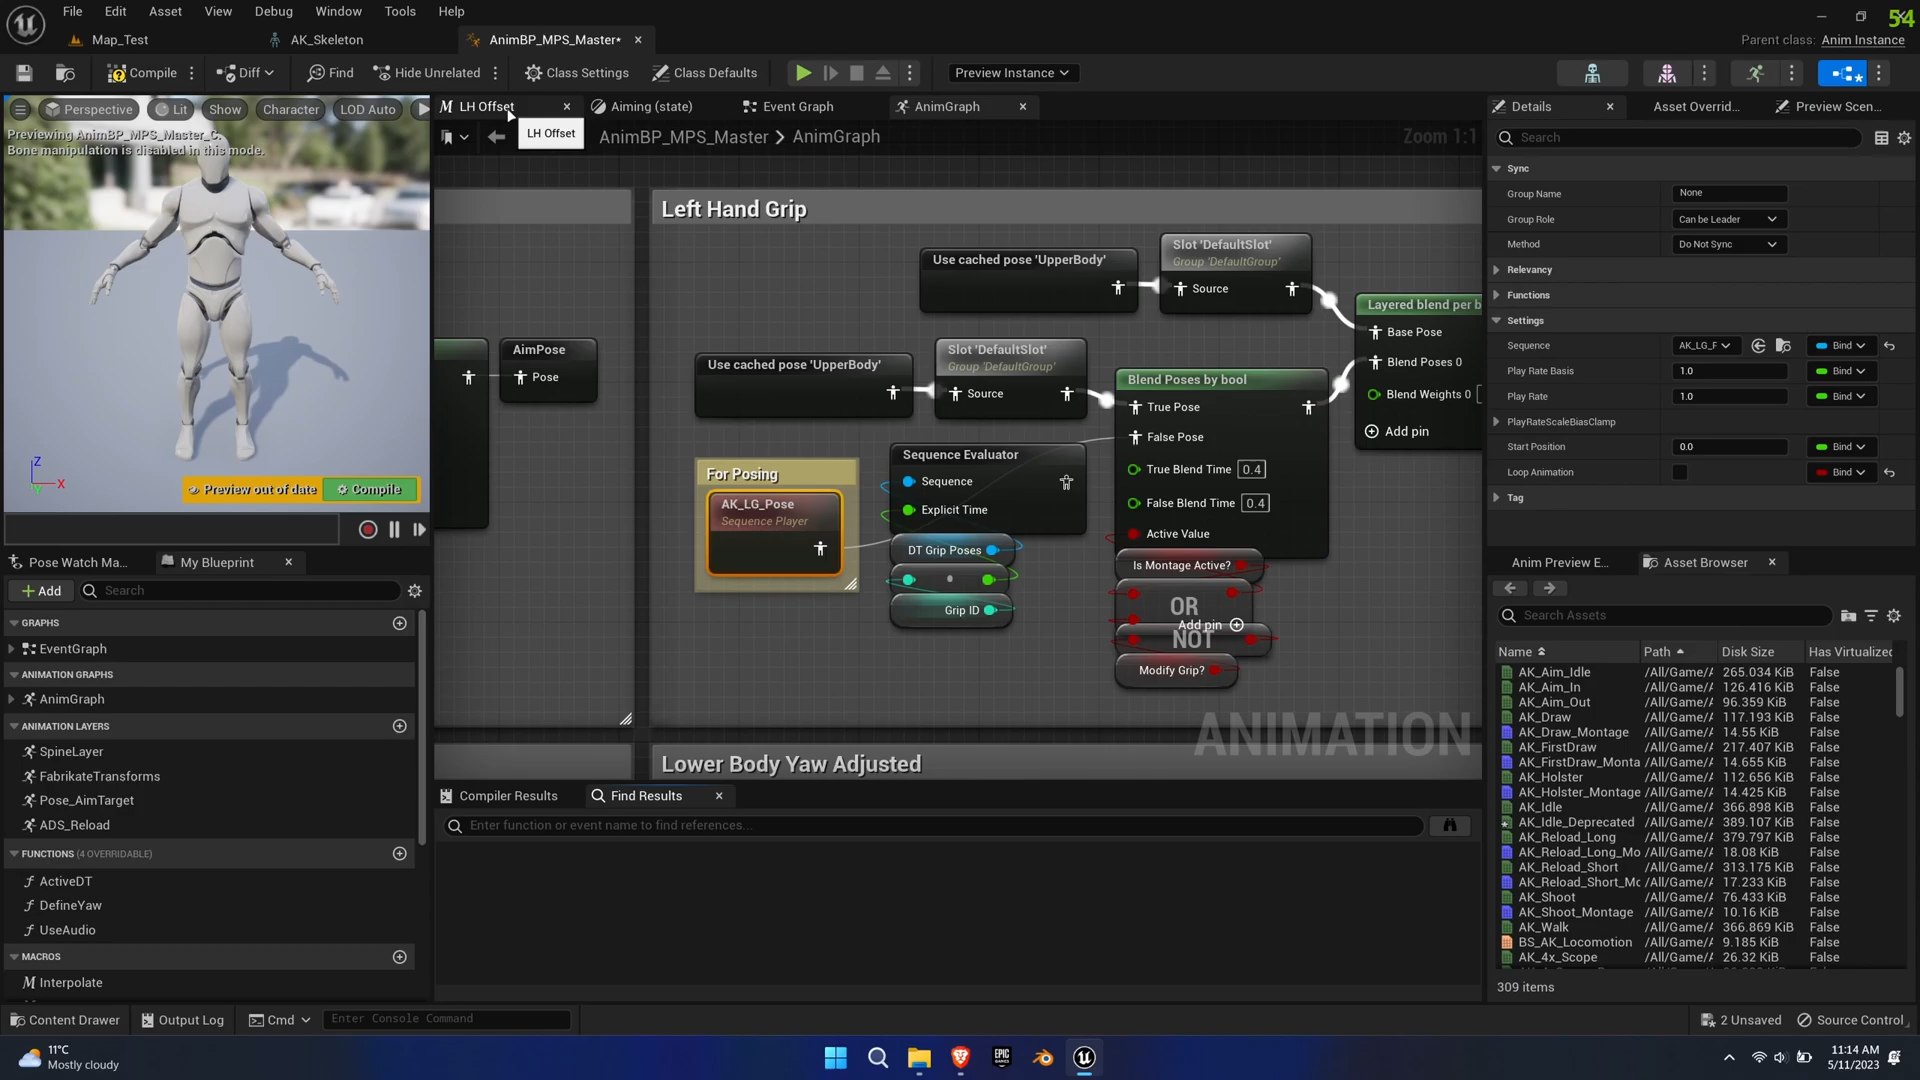 File Edit Asset View Debug Window Tools Help
54
Map_Test
AK_Skeleton
AnimBP_MPS_Master*
Parent class: Anim Instance
Compile
Diff
Find
Hide Unrelated
Class Settings
Class Defaults
Preview Instance
Perspective
Lit
Show
Character
LOD Auto
Previewing AnimBP_MPS_Master_C.
Bone manipulation is disabled in this mode.
Z
X
Y
Preview out of date
Compile
LH Offset
Aiming (state)
Event Graph
AnimGraph
LH Offset
AnimBP_MPS_Master > AnimGraph
Zoom 1:1
Left Hand Grip
Use cached pose 'UpperBody'
Slot 'DefaultSlot'
Group 'DefaultGroup'
Source
Layered blend per b
Base Pose
Blend Poses 0
Blend Weights 0
Add pin
AimPose
Pose
Use cached pose 'UpperBody'
Slot 'DefaultSlot'
Group 'DefaultGroup'
Source
Blend Poses by bool
True Pose
False Pose
True Blend Time 0.4
False Blend Time 0.4
Active Value
For Posing
AK_LG_Pose
Sequence Player
Sequence Evaluator
Sequence
Explicit Time
DT Grip Poses
Grip ID
Is Montage Active?
OR
Add pin
NOT
Modify Grip?
ANIMATION
Lower Body Yaw Adjusted
Compiler Results
Find Results
Enter function or event name to find references...
Pose Watch Ma...
My Blueprint
Add
Search
GRAPHS
EventGraph
ANIMATION GRAPHS
AnimGraph
ANIMATION LAYERS
SpineLayer
FabrikateTransforms
Pose_AimTarget
ADS_Reload
FUNCTIONS (4 OVERRIDABLE)
ActiveDT
DefineYaw
UseAudio
MACROS
Interpolate
Details
Asset Overrid...
Preview Scen...
Search
Sync
Group Name None
Group Role Can be Leader
Method Do Not Sync
Relevancy
Functions
Settings
Sequence AK_LG_F Bind
Play Rate Basis 1.0 Bind
Play Rate 1.0 Bind
PlayRateScaleBiasClamp
Start Position 0.0 Bind
Loop Animation Bind
Tag
Anim Preview E...
Asset Browser
Search Assets
Name Path Disk Size Has Virtualized
AK_Aim_Idle /All/Game/A 265.034 KiB False
AK_Aim_In /All/Game/A 126.416 KiB False
AK_Aim_Out /All/Game/A 96.359 KiB False
AK_Draw /All/Game/A 117.193 KiB False
AK_Draw_Montage /All/Game/A 14.55 KiB False
AK_FirstDraw /All/Game/A 217.407 KiB False
AK_FirstDraw_Monta /All/Game/A 14.655 KiB False
AK_Holster /All/Game/A 112.656 KiB False
AK_Holster_Montage /All/Game/A 14.425 KiB False
AK_Idle /All/Game/A 366.898 KiB False
AK_Idle_Deprecated /All/Game/A 389.107 KiB False
AK_Reload_Long /All/Game/A 379.797 KiB False
AK_Reload_Long_Mo /All/Game/A 18.08 KiB False
AK_Reload_Short /All/Game/A 313.175 KiB False
AK_Reload_Short_Mc /All/Game/A 17.233 KiB False
AK_Shoot /All/Game/A 76.433 KiB False
AK_Shoot_Montage /All/Game/A 10.16 KiB False
AK_Walk /All/Game/A 366.869 KiB False
BS_AK_Locomotion /All/Game/A 9.185 KiB False
AK_4x_Scope /All/Game/A 26.32 KiB False
309 items
Content Drawer
Output Log
Cmd
Enter Console Command
2 Unsaved
Source Control
11°C
Mostly cloudy
EPIC GAMES
11:14 AM
5/11/2023